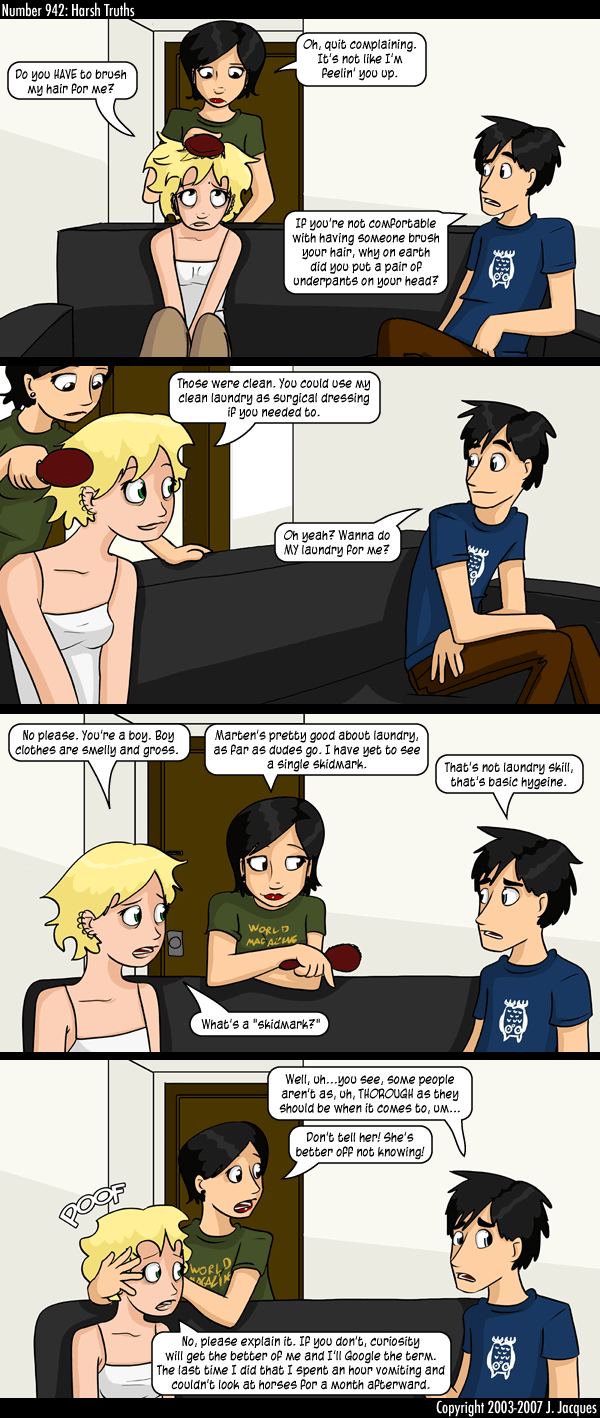 Number 942: Harsh Truths
Do you HAVE to brush
my hair for me?
Oh, quit complaining.
It's not like I'm
feelin' you up.
If you're not comfortable
with having someone brush
your hair, why on earth
did you put a pair of
underpants on your head?
Those were clean. You could use my
clean laundry as surgical dressing
if you needed to.
Oh yeah? Wanna do
MY laundry for me?
No please. You're a boy. Boy
clothes are smelly and gross.
Marten's pretty good about laundry,
as far as dudes go. I have yet to see
a single skidmark.
That's not laundry skill,
that's basic hygeine.
WORLD
MAGAZINE
What's a "skidmark?"
Well, uh...you see, some people
aren't as, uh, THOROUGH as they
should be when it comes to, um...
Don't tell her! She's
better off not knowing!
POOF
WORLD
MAGAZINE
No, please explain it. If you don't, curiosity
will get the better of me and I'll Google the term.
The last time I did that I spent an hour vomiting and
couldn't look at horses for a month afterward.
Copyright 2003-2007 J. Jacques